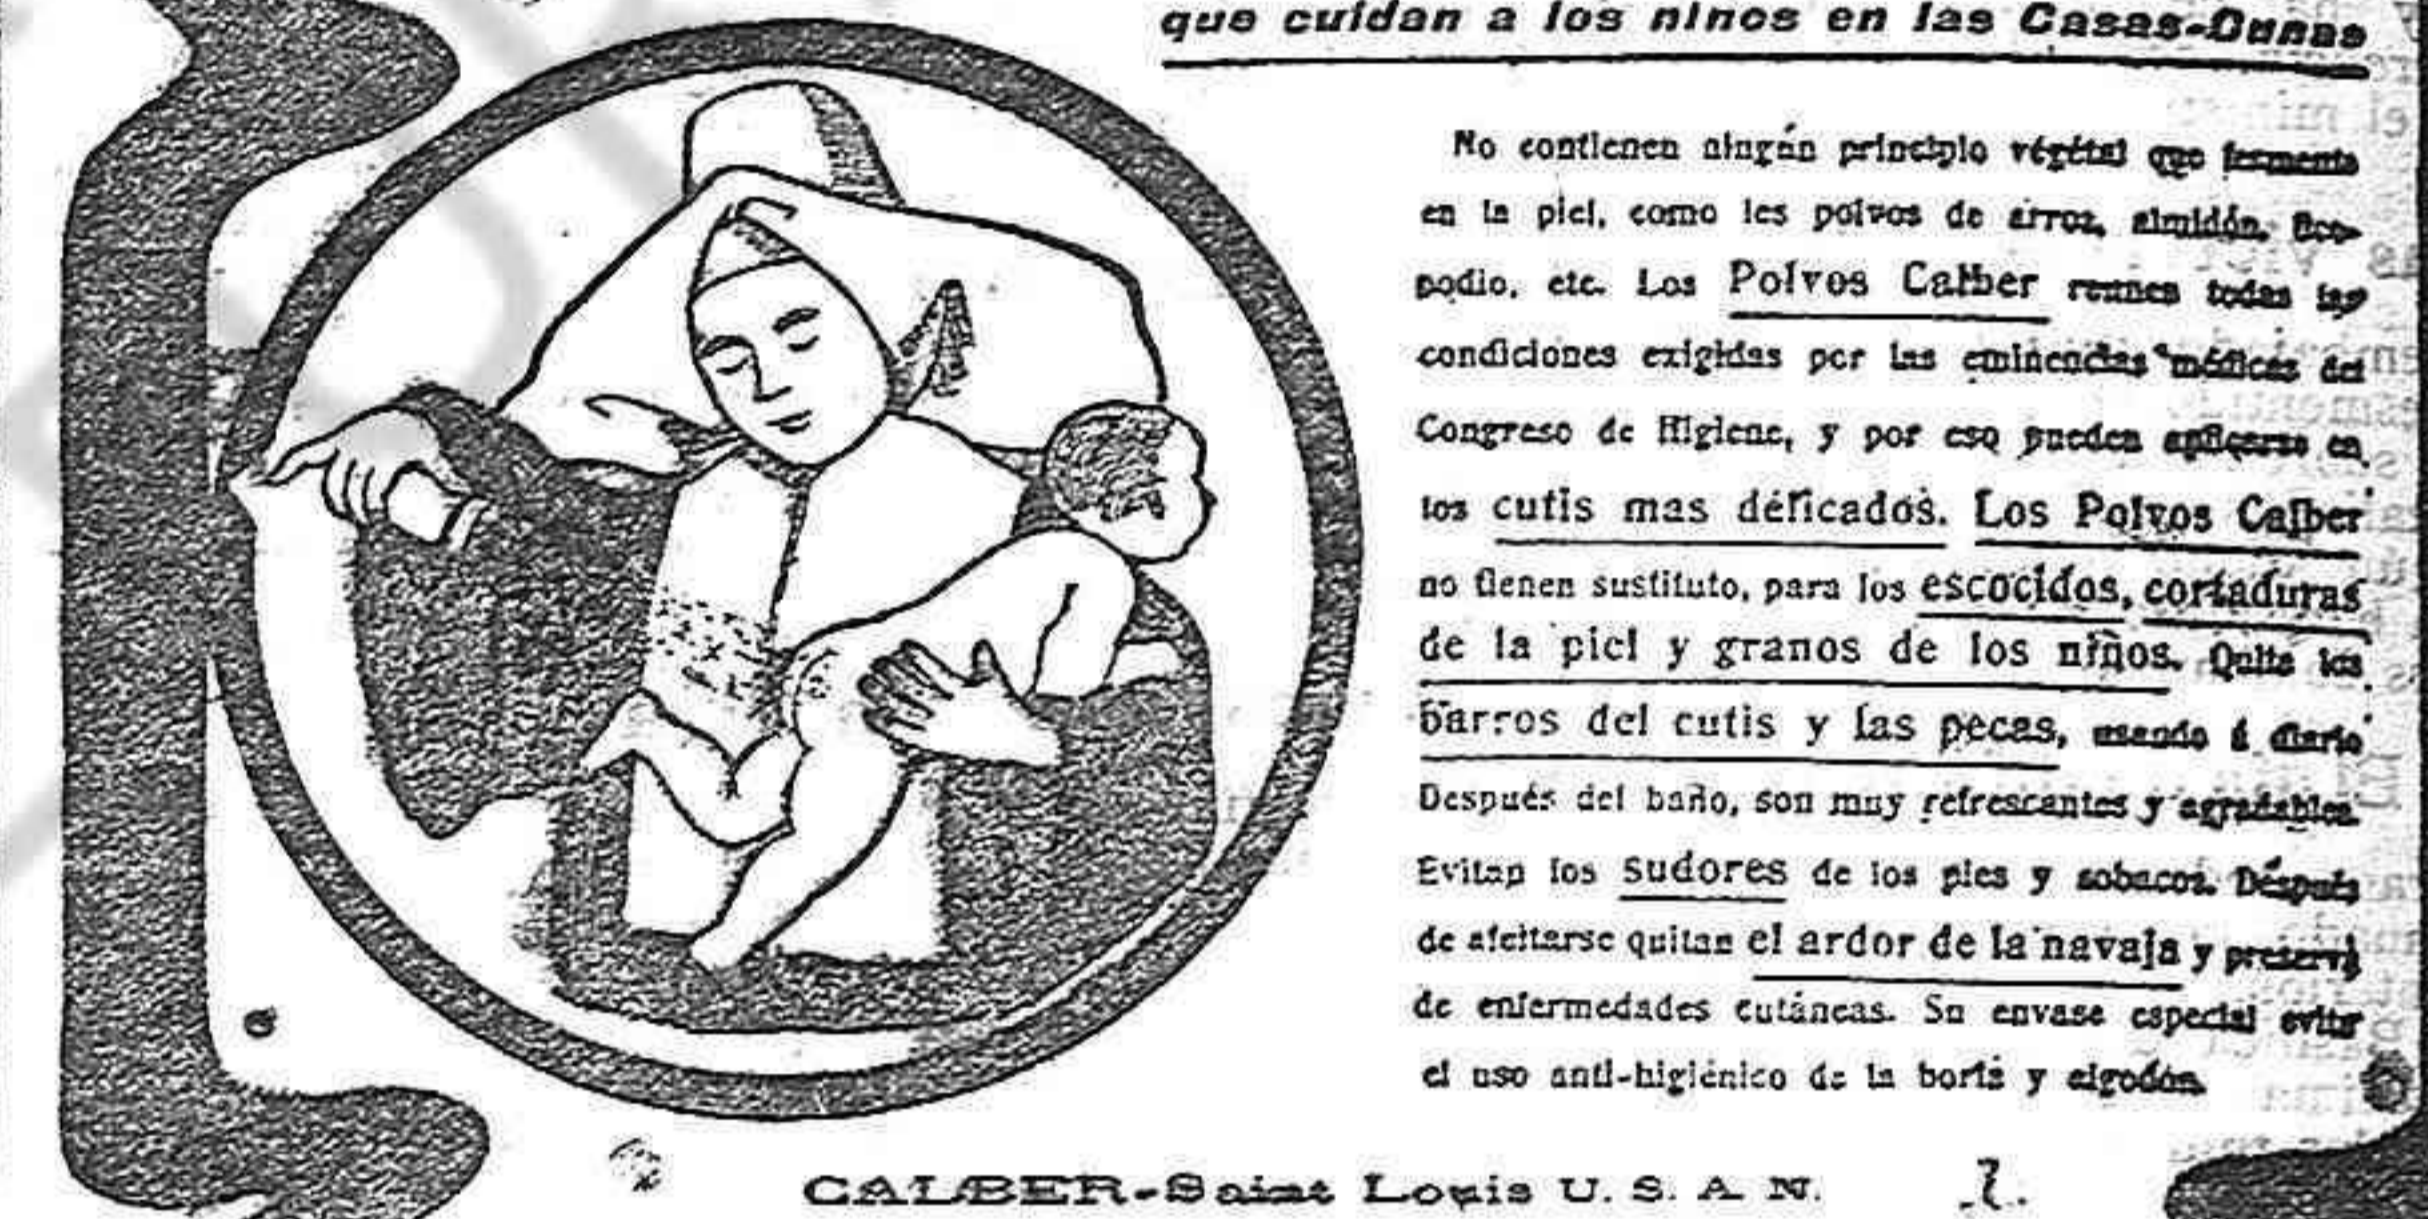 que cuidan a los niños en las Casas-Cunas
No contienen ningún principio végétal que fermente
en la piel, como les polvos de arroz, almidón, lico-
podio, etc. Los Polvos Calber reunen todas las
condiciones exigidas por las eminencias médicas del
Congreso de Higiene, y por eso pueden aplicarse en
los cutis mas délicados. Los Polvos Calber
no tienen sustituto, para los escocidos, cortaduras
de la piel y granos de los niños. Quita los
barros del cutis y las pecas, usando á diario
Después del baño, son muy refrescantes y agradables.
Evitan los sudores de los pies y sobacos. Después
de afeitarse quitan el ardor de la navaja y preserva
de enfermedades cutáneas. Su envase especial evita
el uso anti-higiénico de la borla y algodón.
CALBER-Saint Louis U. S. A. N.